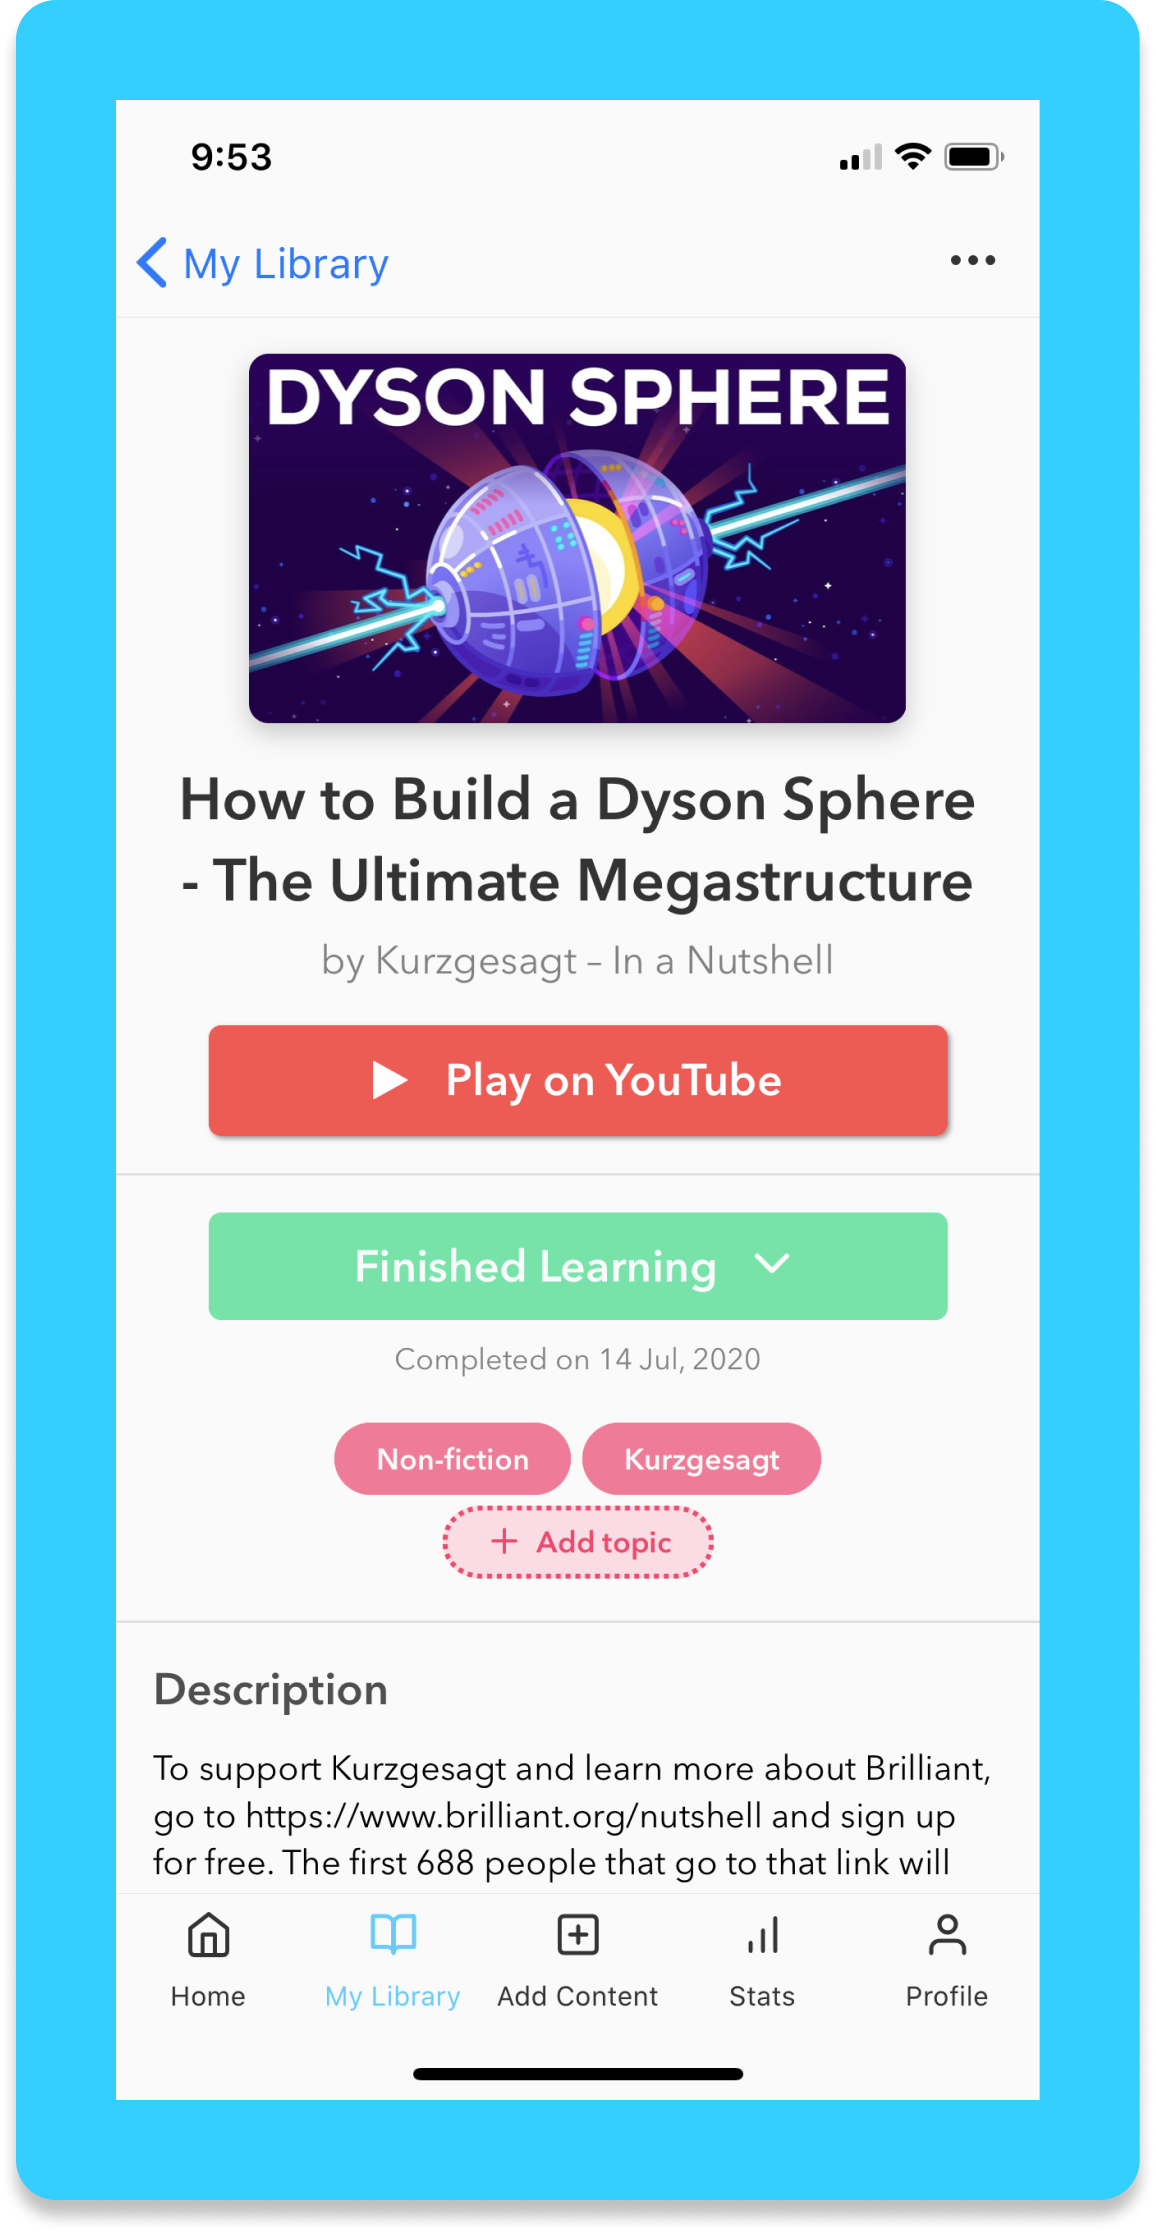 9:53
My Library
DYSON SPHERE
How to Build a Dyson Sphere
- The Ultimate Megastructure
by Kurzgesagt – In a Nutshell
Play on YouTube
Finished Learning
Completed on 14 Jul, 2020
Non-fiction Kurzgesagt
+ Add topic
Description
To support Kurzgesagt and learn more about Brilliant,
go to https://www.brilliant.org/nutshell and sign up
for free. The first 688 people that go to that link will
Home My Library Add Content Stats Profile